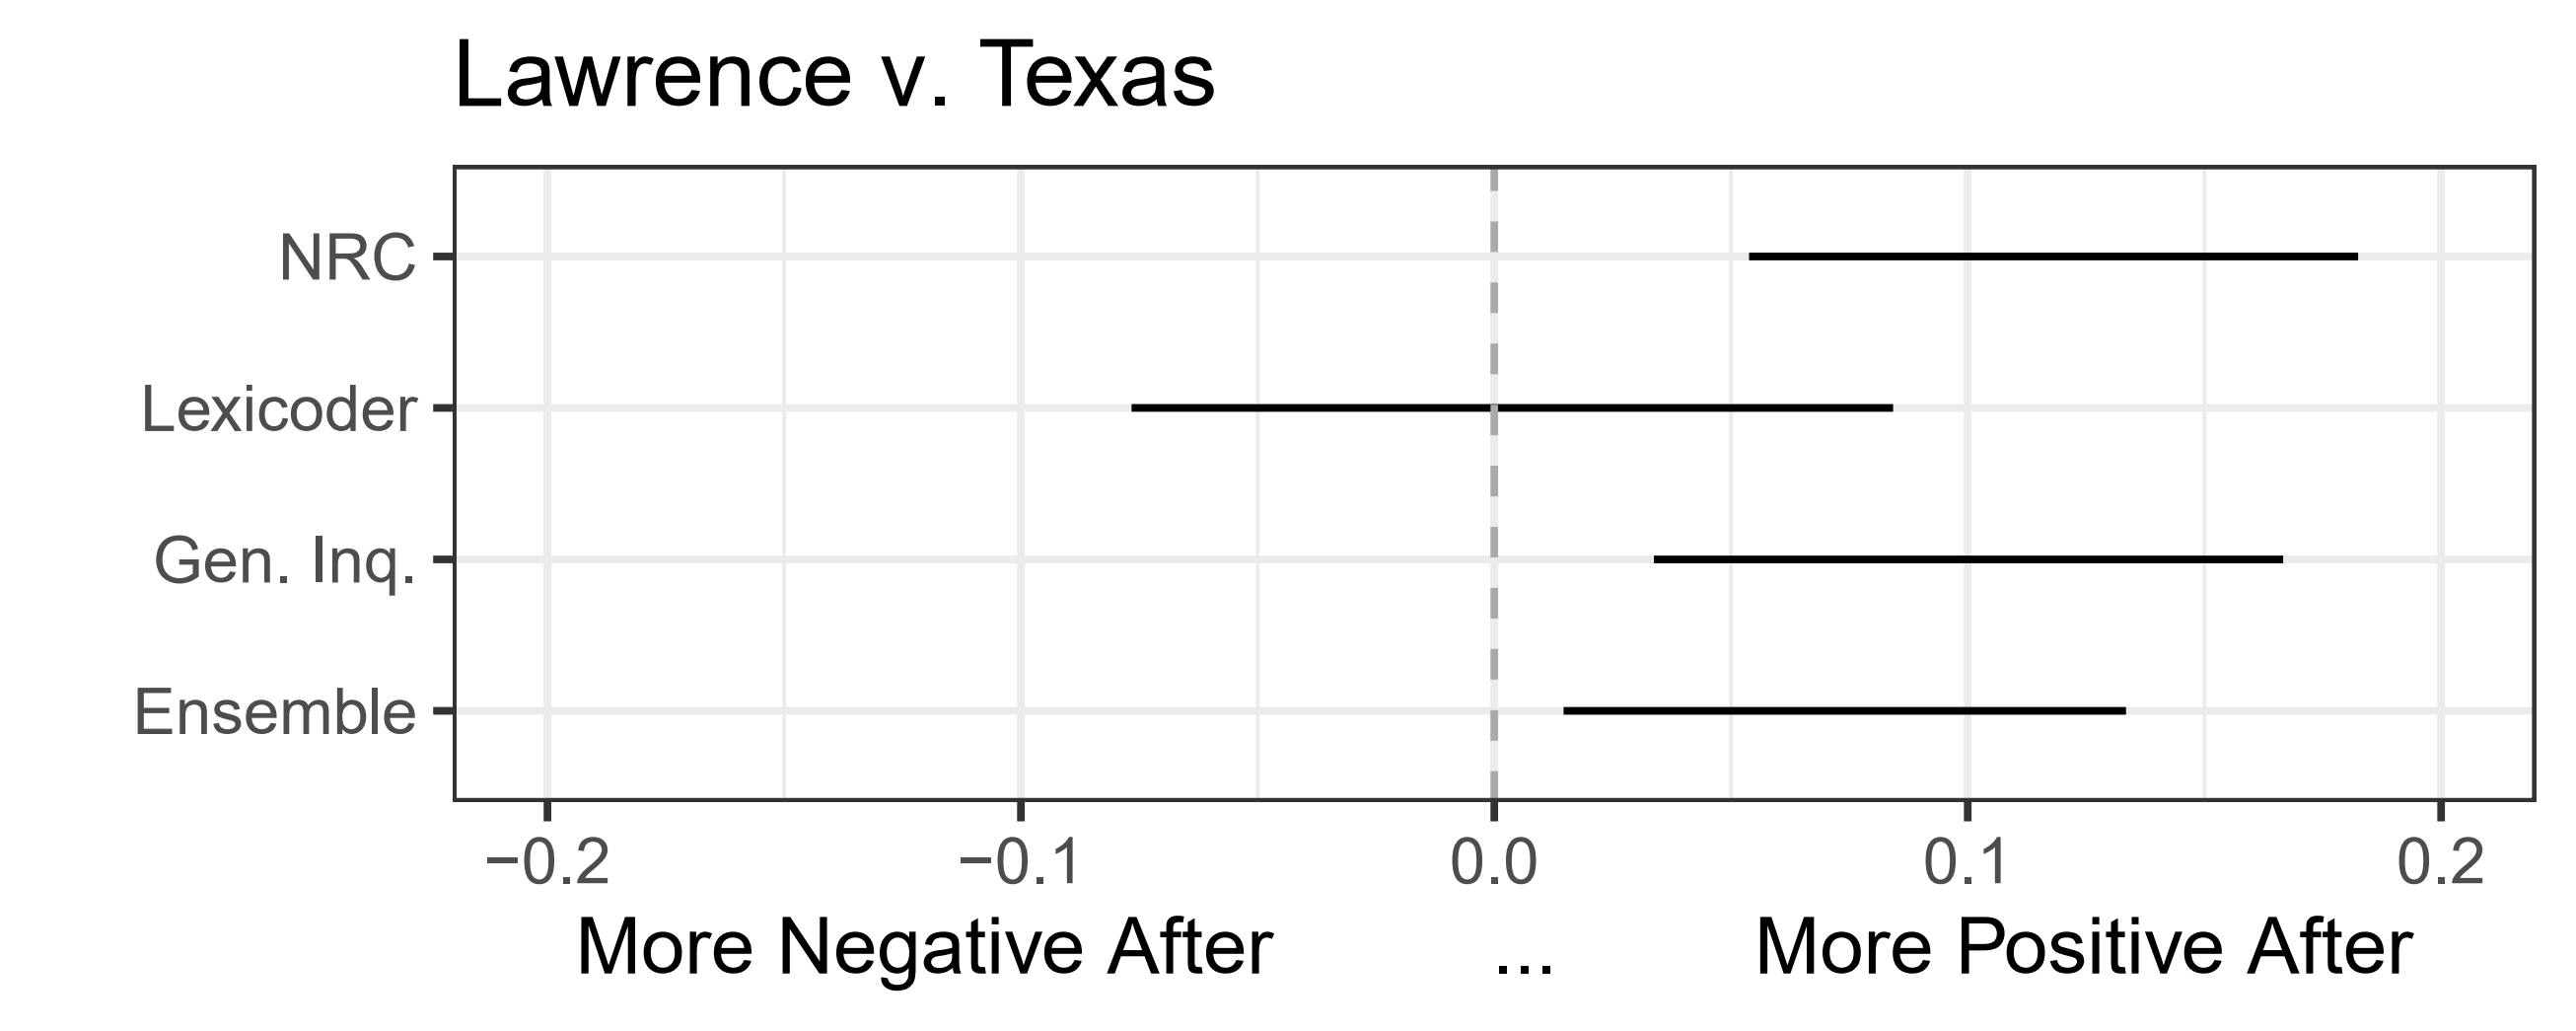 Lawrence v. Texas
NRC
Lexicoder
Gen. Inq.
Ensemble
−0.2 −0.1 0.0 0.1 0.2
More Negative After ... More Positive After